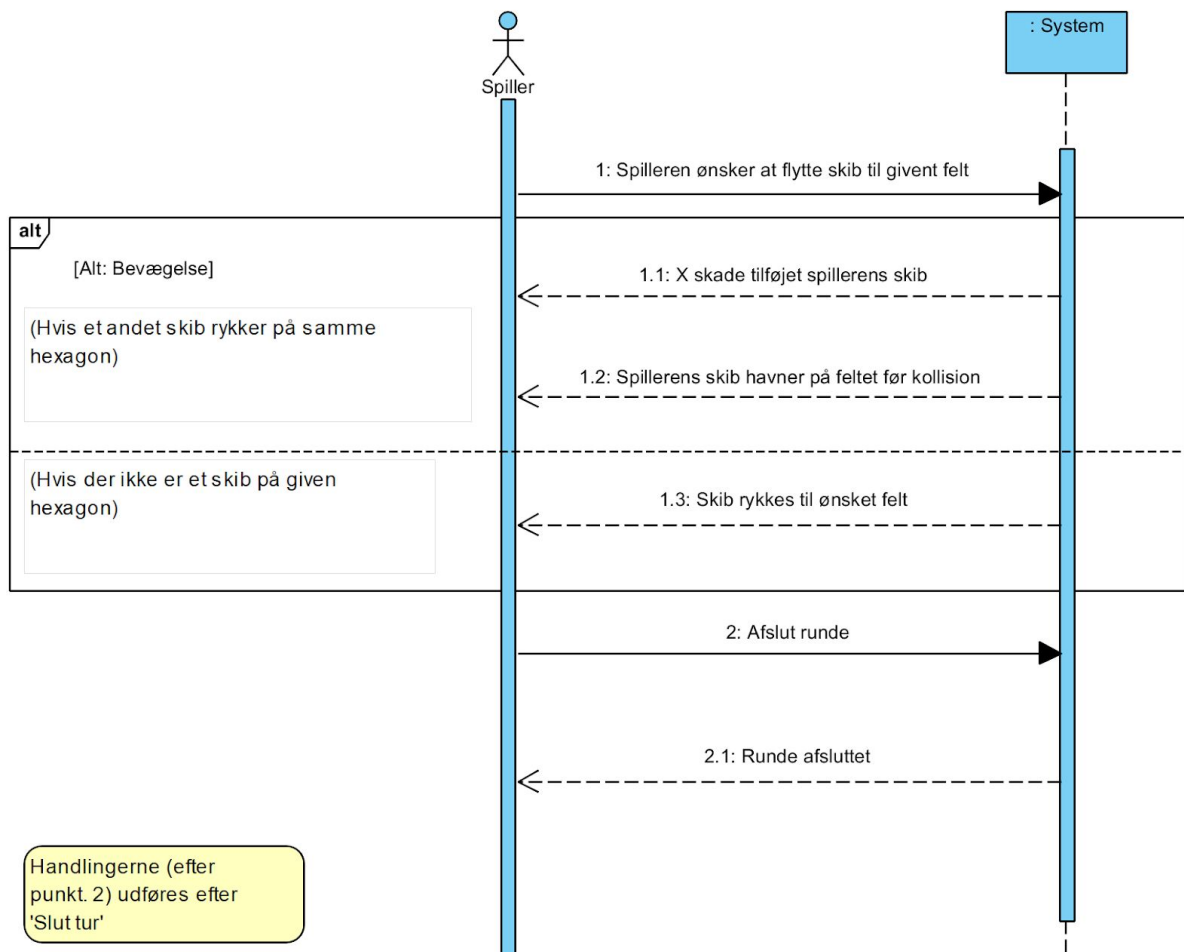 : System
Spiller
1: Spilleren ønsker at flytte skib til givent felt
alt
[Alt: Bevægelse]
1.1: X skade tilføjet spillerens skib
(Hvis et andet skib rykker på samme
hexagon)
1.2: Spillerens skib havner på feltet før kollision
(Hvis der ikke er et skib på given
hexagon)
1.3: Skib rykkes til ønsket felt
2: Afslut runde
2.1: Runde afsluttet
Handlingerne (efter
punkt. 2) udføres efter
'Slut tur'